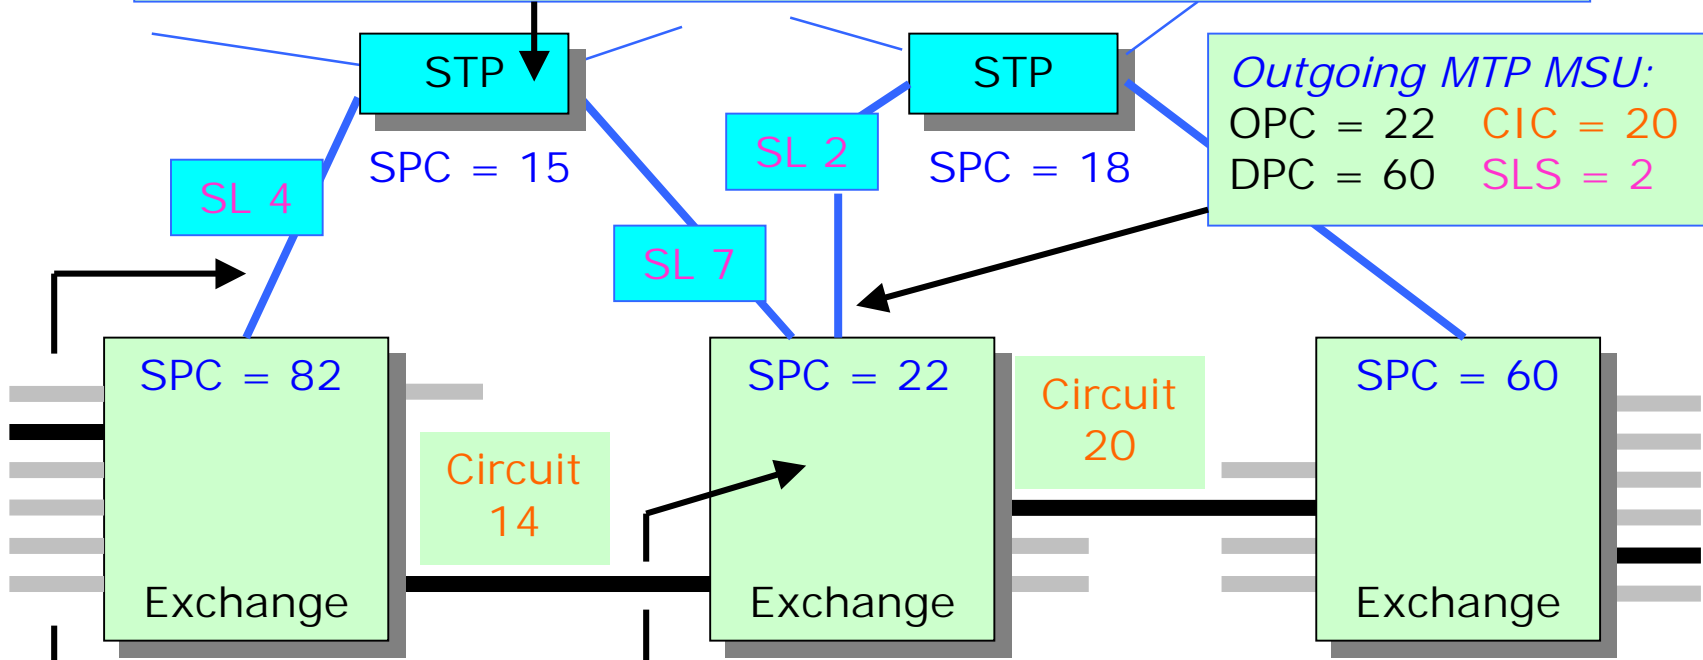 STP
STP
Outgoing MTP MSU:
OPC = 22 CIC = 20
DPC = 60 SLS = 2
SL 2
SPC = 15
SPC = 18
SL 4
SL 7
SPC = 82
SPC = 22
SPC = 60
Circuit
20
Circuit
14
Exchange
Exchange
Exchange